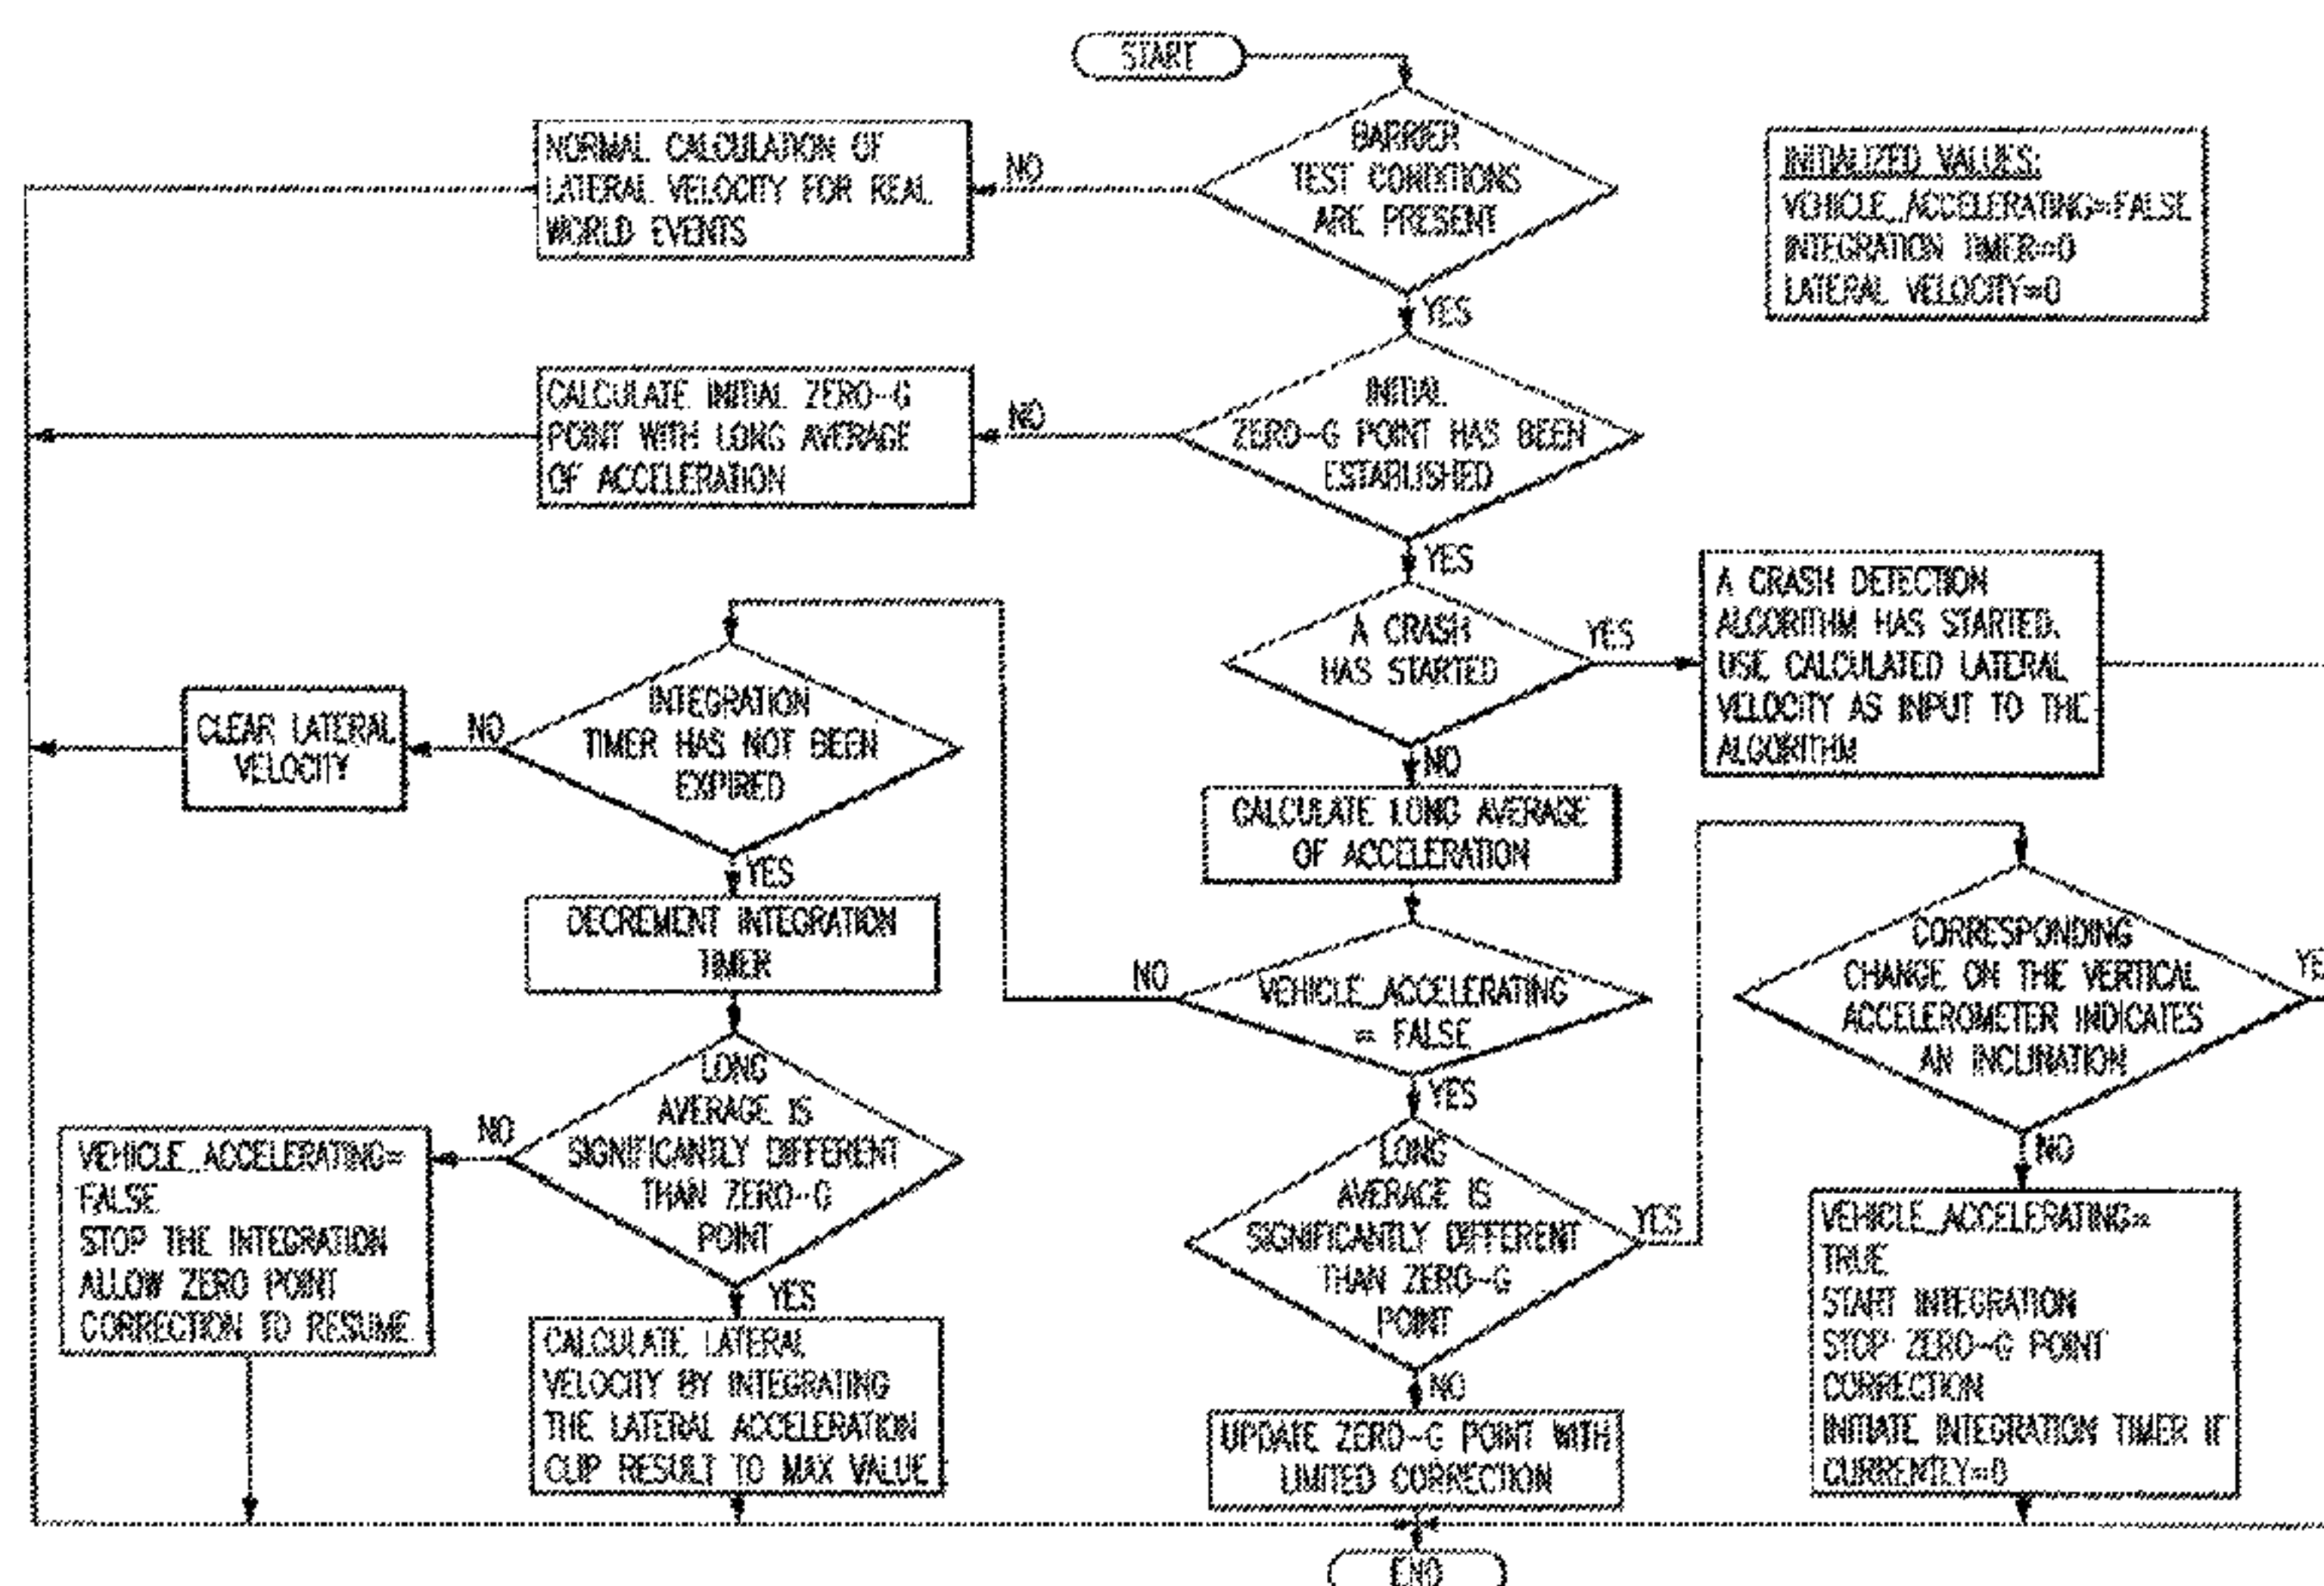 START
BARRIER
TEST CONDITIONS
ARE PRESENT
NO
NORMAL CALCULATION OF
LATERAL VELOCITY FOR REAL
WORLD EVENTS
INITIALIZED VALUES:
VEHICLE_ACCELERATING=FALSE
INTEGRATION TIMER=0
LATERAL VELOCITY=0
YES
INITIAL
ZERO-G POINT HAS BEEN
ESTABLISHED
NO
CALCULATE INITIAL ZERO-G
POINT WITH LONG AVERAGE
OF ACCELERATION
YES
A CRASH
HAS STARTED
YES
A CRASH DETECTION
ALGORITHM HAS STARTED.
USE CALCULATED LATERAL
VELOCITY AS INPUT TO THE
ALGORITHM
NO
CALCULATE LONG AVERAGE
OF ACCELERATION
VEHICLE_ACCELERATING
= FALSE
NO
INTEGRATION
TIMER HAS NOT BEEN
EXPIRED
NO
CLEAR LATERAL
VELOCITY
YES
DECREMENT INTEGRATION
TIMER
LONG
AVERAGE IS
SIGNIFICANTLY DIFFERENT
THAN ZERO-G
POINT
NO
VEHICLE_ACCELERATING=
FALSE
STOP THE INTEGRATION
ALLOW ZERO POINT
CORRECTION TO RESUME
YES
CALCULATE LATERAL
VELOCITY BY INTEGRATING
THE LATERAL ACCELERATION
CLIP RESULT TO MAX VALUE
YES
LONG
AVERAGE IS
SIGNIFICANTLY DIFFERENT
THAN ZERO-G
POINT
YES
NO
UPDATE ZERO-G POINT WITH
LIMITED CORRECTION
CORRESPONDING
CHANGE ON THE VERTICAL
ACCELEROMETER INDICATES
AN INCLINATION
YE
NO
VEHICLE_ACCELERATING=
TRUE
START INTEGRATION
STOP ZERO-G POINT
CORRECTION
INITIATE INTEGRATION TIMER IF
CURRENTLY=0
END